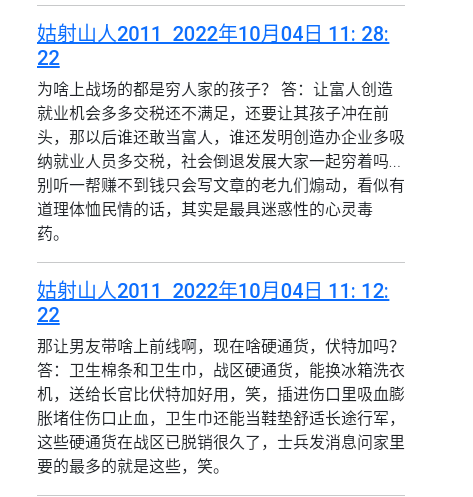 姑射山人2011  2022年10月04日 11: 28:
22
为啥上战场的都是穷人家的孩子？ 答：让富人创造
就业机会多多交税还不满足，还要让其孩子冲在前
头，那以后谁还敢当富人，谁还发明创造办企业多吸
纳就业人员多交税，社会倒退发展大家一起穷着吗...
别听一帮赚不到钱只会写文章的老九们煽动，看似有
道理体恤民情的话，其实是最具迷惑性的心灵毒
药。
姑射山人2011  2022年10月04日 11: 12:
22
那让男友带啥上前线啊，现在啥硬通货，伏特加吗？
答：卫生棉条和卫生巾，战区硬通货，能换冰箱洗衣
机，送给长官比伏特加好用，笑，插进伤口里吸血膨
胀堵住伤口止血，卫生巾还能当鞋垫舒适长途行军，
这些硬通货在战区已脱销很久了，士兵发消息问家里
要的最多的就是这些，笑。